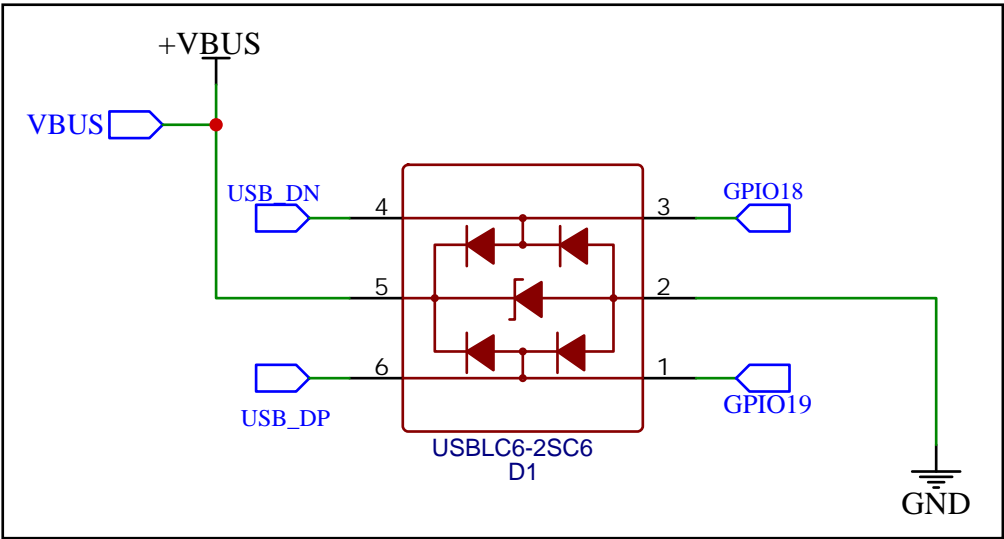 +VBUS
VBUS
USB_DN
GPIO18
4
3
5
2
6
1
USB_DP
GPIO19
USBLC6-2SC6
D1
GND